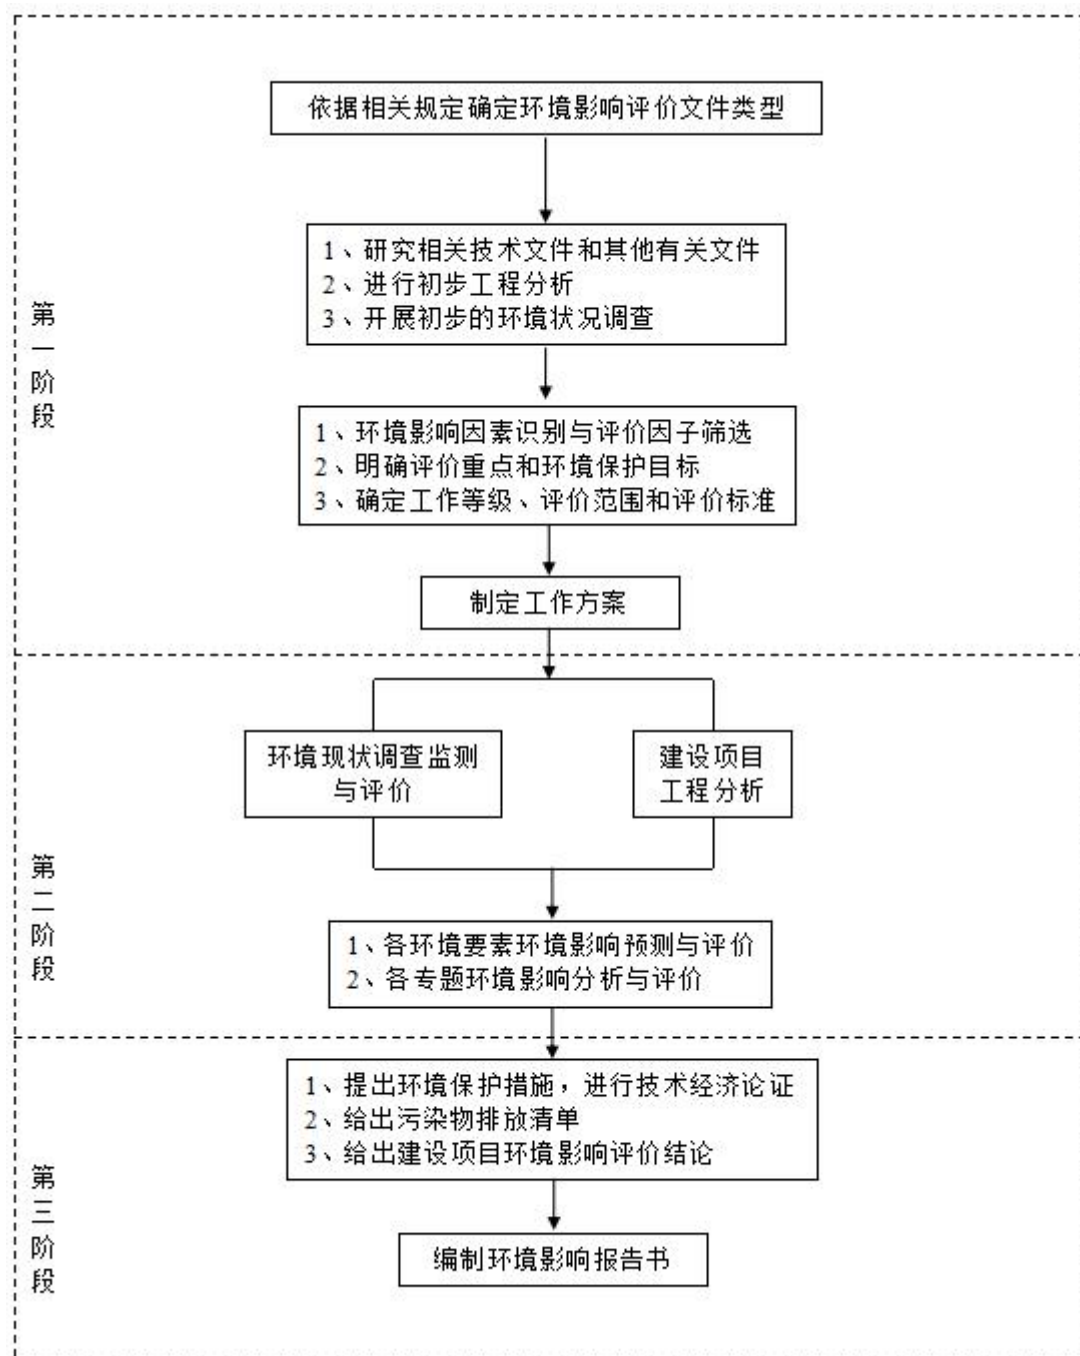 依据相关规定确定环境影响评价文件类型
1、研究相关技术文件和其他有关文件
2、进行初步工程分析
3、开展初步的环境状况调查
第一阶段
1、环境影响因素识别与评价因子筛选
2、明确评价重点和环境保护目标
3、确定工作等级、评价范围和评价标准
制定工作方案
环境现状调查监测
与评价
建设项目
工程分析
第二阶段
1、各环境要素环境影响预测与评价
2、各专题环境影响分析与评价
1、提出环境保护措施，进行技术经济论证
2、给出污染物排放清单
3、给出建设项目环境影响评价结论
第三阶段
编制环境影响报告书